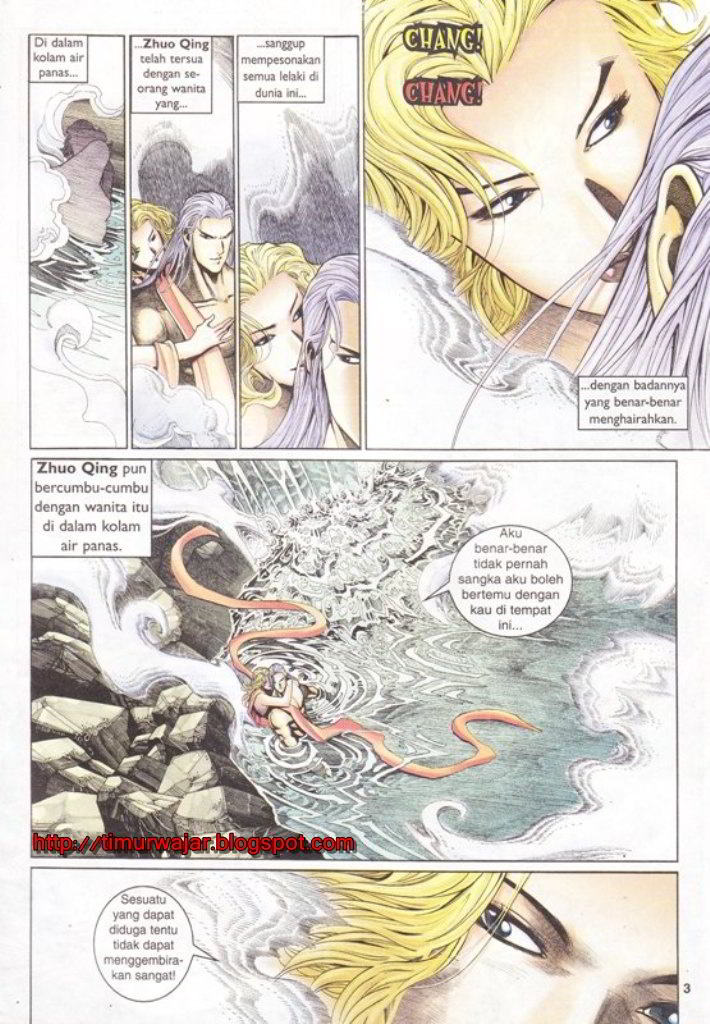 3
Di dalam
kolam air
panas...
...Zhuo Qing
telah tersua
dengan se-
orang wanita
yang...
...sanggup
mempesonakan
semua lelaki di
dunia ini...
CHANG!
CHANG!
...dengan badannya
yang benar-benar
menghairahkan.
Zhuo Qing pun
bercumbu-cumbu
dengan wanita itu
di dalam kolam
air panas.
Aku
benar-benar
tidak pernah
sangka aku boleh
bertemu dengan
kau di tempat
ini...
http://timurwajar.blogspot.com
Sesuatu
yang dapat
diduga tentu
tidak dapat
menggembira-
kan sangat!
3